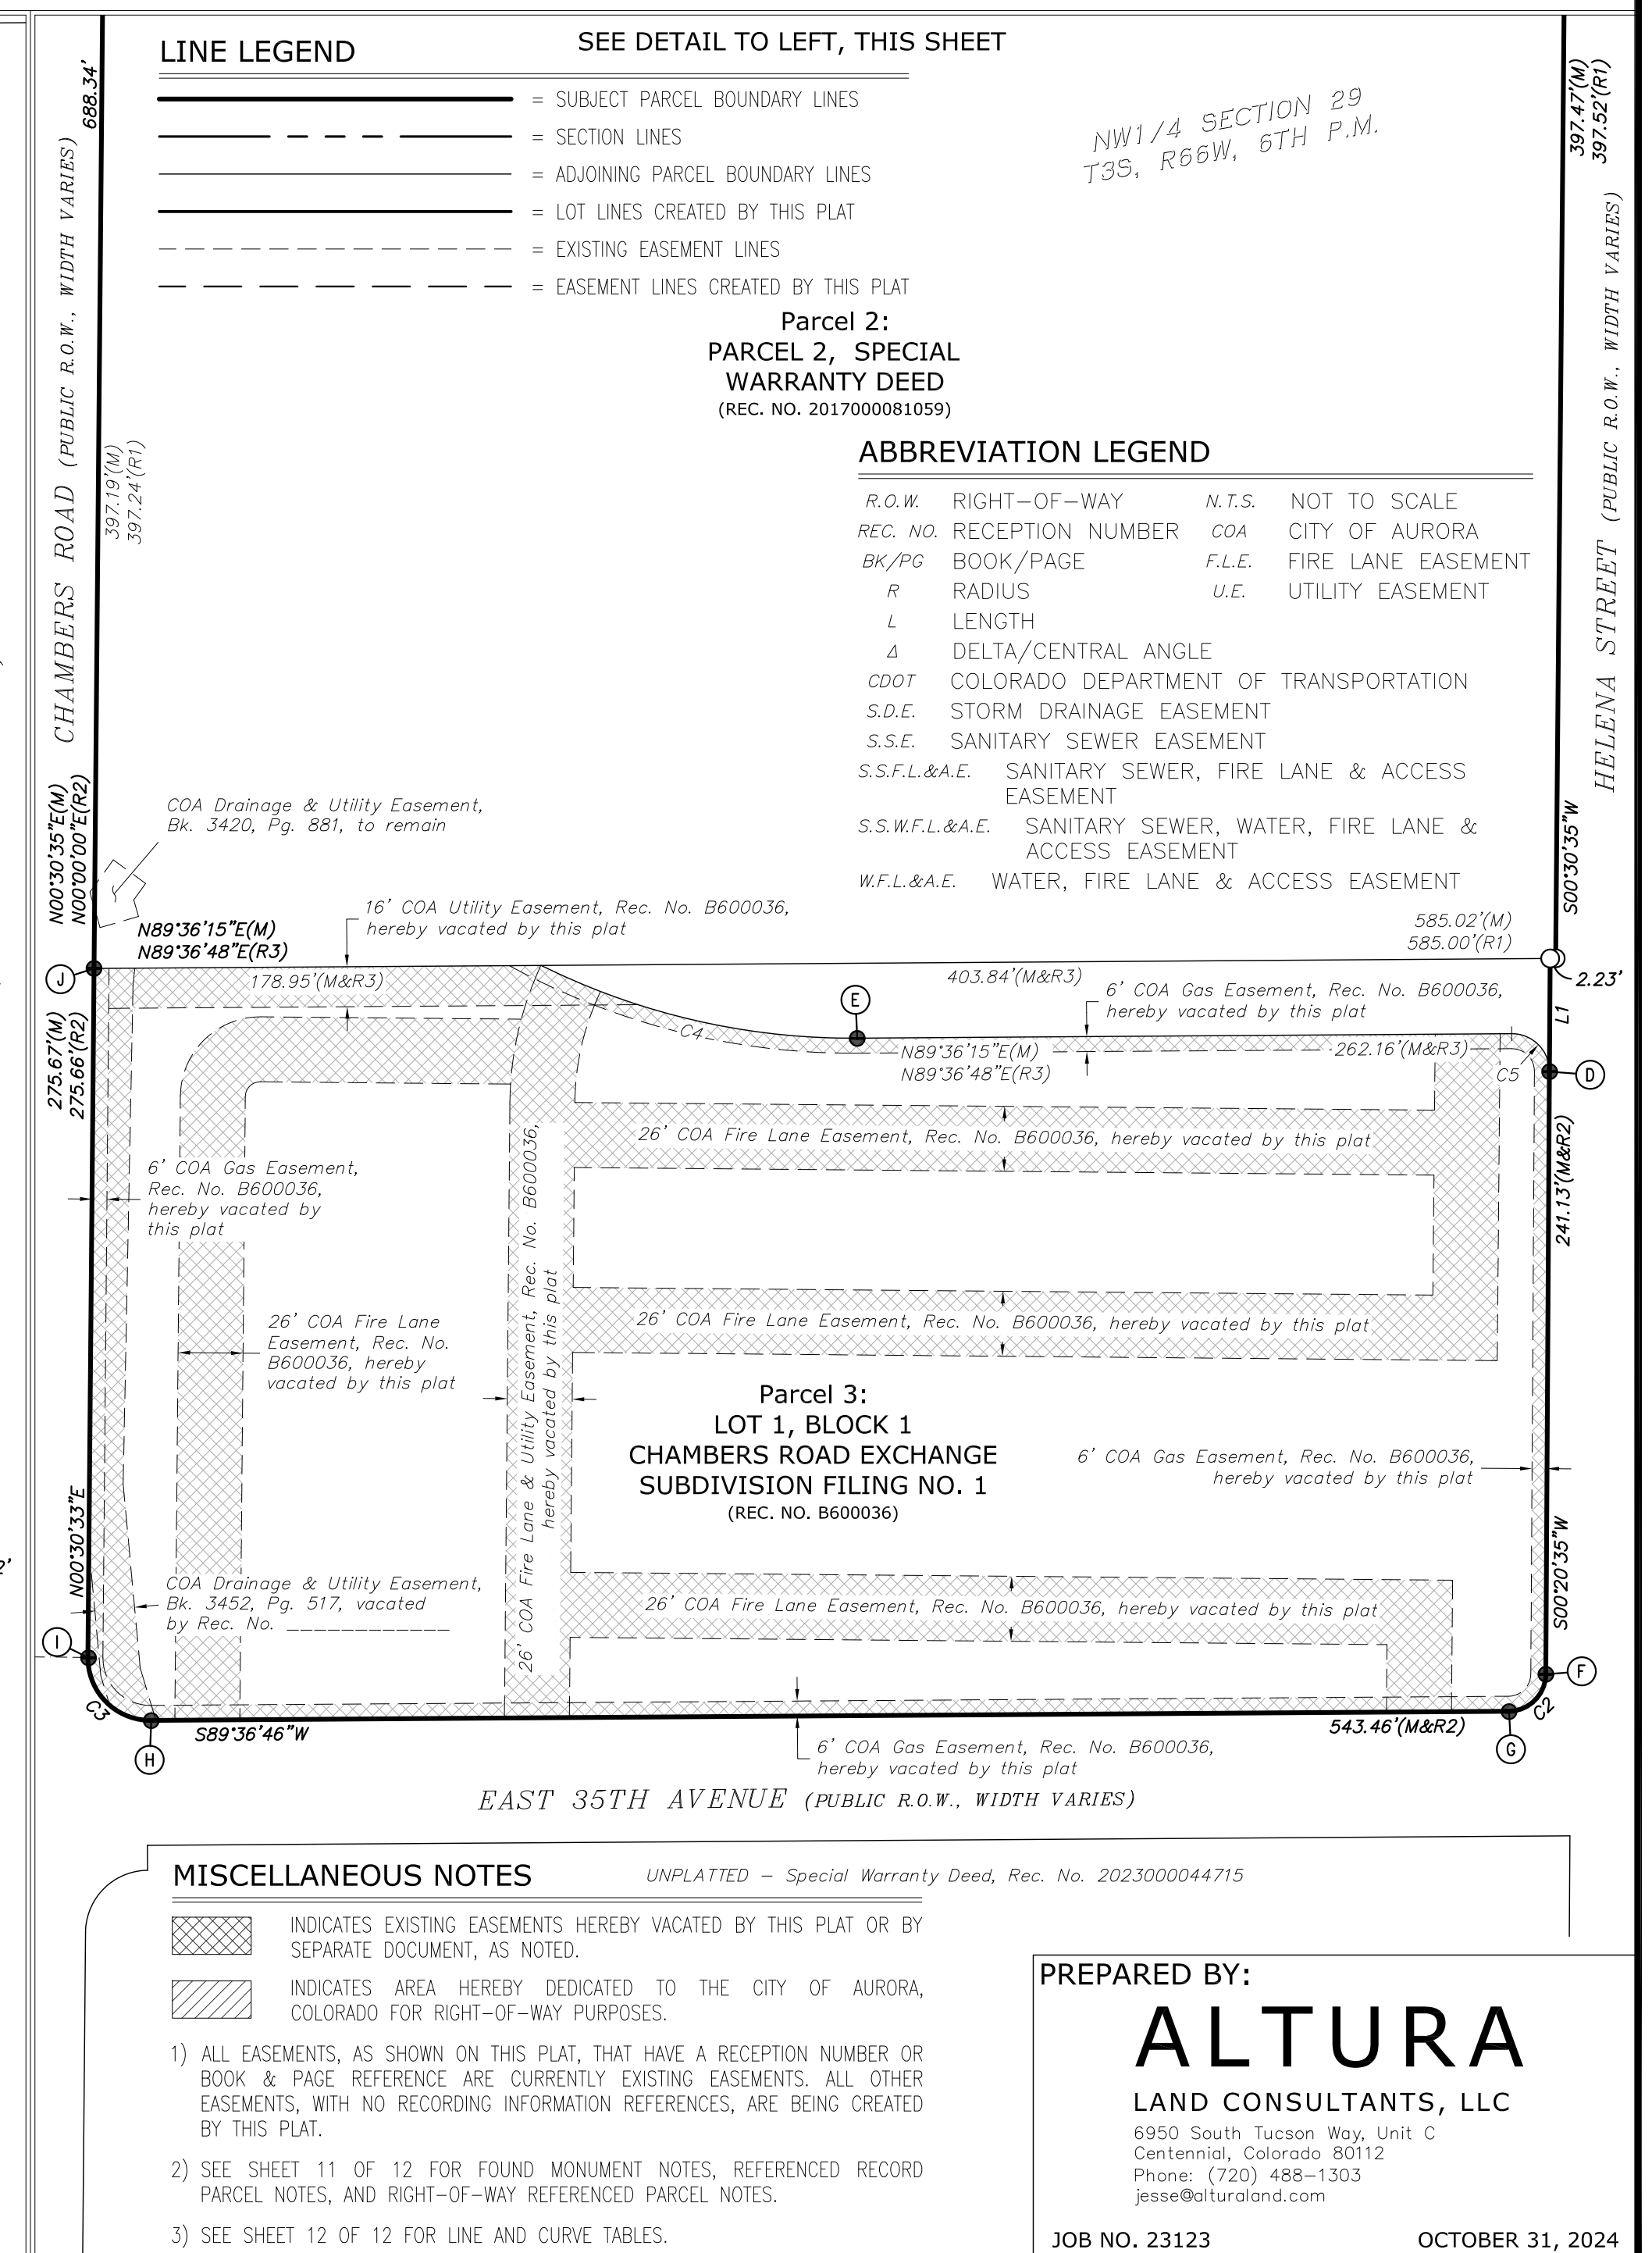 LINE LEGEND
SEE DETAIL TO LEFT, THIS SHEET
= SUBJECT PARCEL BOUNDARY LINES
= SECTION LINES
= ADJOINING PARCEL BOUNDARY LINES
= LOT LINES CREATED BY THIS PLAT
= EXISTING EASEMENT LINES
= EASEMENT LINES CREATED BY THIS PLAT
NW1/4 SECTION 29
T3S, R66W, 6TH P.M.
688.34'
CHAMBERS ROAD (PUBLIC R.O.W., WIDTH VARIES)
397.19'(M)
397.24'(R1)
397.47'(M)
397.52'(R1)
HELENA STREET (PUBLIC R.O.W., WIDTH VARIES)
Parcel 2:
PARCEL 2, SPECIAL
WARRANTY DEED
(REC. NO. 2017000081059)
ABBREVIATION LEGEND
R.O.W. RIGHT-OF-WAY N.T.S. NOT TO SCALE
REC. NO. RECEPTION NUMBER COA CITY OF AURORA
BK/PG BOOK/PAGE F.L.E. FIRE LANE EASEMENT
R RADIUS U.E. UTILITY EASEMENT
L LENGTH
Δ DELTA/CENTRAL ANGLE
CDOT COLORADO DEPARTMENT OF TRANSPORTATION
S.D.E. STORM DRAINAGE EASEMENT
S.S.E. SANITARY SEWER EASEMENT
S.S.F.L.&A.E. SANITARY SEWER, FIRE LANE & ACCESS
EASEMENT
S.S.W.F.L.&A.E. SANITARY SEWER, WATER, FIRE LANE &
ACCESS EASEMENT
W.F.L.&A.E. WATER, FIRE LANE & ACCESS EASEMENT
N00°30'35"E(M)
N00°00'00"E(R2)
COA Drainage & Utility Easement,
Bk. 3420, Pg. 881, to remain
S00°30'35"W
16' COA Utility Easement, Rec. No. B600036,
hereby vacated by this plat
N89°36'15"E(M)
N89°36'48"E(R3)
585.02'(M)
585.00'(R1)
J
178.95'(M&R3)
403.84'(M&R3)
2.23'
L1
E
6' COA Gas Easement, Rec. No. B600036,
hereby vacated by this plat
C4
N89°36'15"E(M)
N89°36'48"E(R3)
262.16'(M&R3)
C5
D
275.67'(M)
275.66'(R2)
26' COA Fire Lane Easement, Rec. No. B600036, hereby vacated by this plat
241.13'(M&R2)
6' COA Gas Easement,
Rec. No. B600036,
hereby vacated by
this plat
26' COA Fire Lane & Utility Easement, Rec. No. B600036,
hereby vacated by this plat
26' COA Fire Lane
Easement, Rec. No.
B600036, hereby
vacated by this plat
26' COA Fire Lane Easement, Rec. No. B600036, hereby vacated by this plat
Parcel 3:
LOT 1, BLOCK 1
CHAMBERS ROAD EXCHANGE
SUBDIVISION FILING NO. 1
(REC. NO. B600036)
6' COA Gas Easement, Rec. No. B600036,
hereby vacated by this plat
N00°30'33"E
S00°20'35"W
2'
COA Drainage & Utility Easement,
Bk. 3452, Pg. 517, vacated
by Rec. No. _____________
26' COA Fire Lane Easement, Rec. No. B600036, hereby vacated by this plat
I
F
C3
C2
S89°36'46"W
543.46'(M&R2)
H
G
6' COA Gas Easement, Rec. No. B600036,
hereby vacated by this plat
EAST 35TH AVENUE (PUBLIC R.O.W., WIDTH VARIES)
MISCELLANEOUS NOTES
UNPLATTED - Special Warranty Deed, Rec. No. 2023000044715
INDICATES EXISTING EASEMENTS HEREBY VACATED BY THIS PLAT OR BY
SEPARATE DOCUMENT, AS NOTED.
INDICATES AREA HEREBY DEDICATED TO THE CITY OF AURORA,
COLORADO FOR RIGHT-OF-WAY PURPOSES.
1) ALL EASEMENTS, AS SHOWN ON THIS PLAT, THAT HAVE A RECEPTION NUMBER OR
BOOK & PAGE REFERENCE ARE CURRENTLY EXISTING EASEMENTS. ALL OTHER
EASEMENTS, WITH NO RECORDING INFORMATION REFERENCES, ARE BEING CREATED
BY THIS PLAT.
2) SEE SHEET 11 OF 12 FOR FOUND MONUMENT NOTES, REFERENCED RECORD
PARCEL NOTES, AND RIGHT-OF-WAY REFERENCED PARCEL NOTES.
3) SEE SHEET 12 OF 12 FOR LINE AND CURVE TABLES.
PREPARED BY:
ALTURA
LAND CONSULTANTS, LLC
6950 South Tucson Way, Unit C
Centennial, Colorado 80112
Phone: (720) 488-1303
jesse@alturaland.com
JOB NO. 23123 OCTOBER 31, 2024